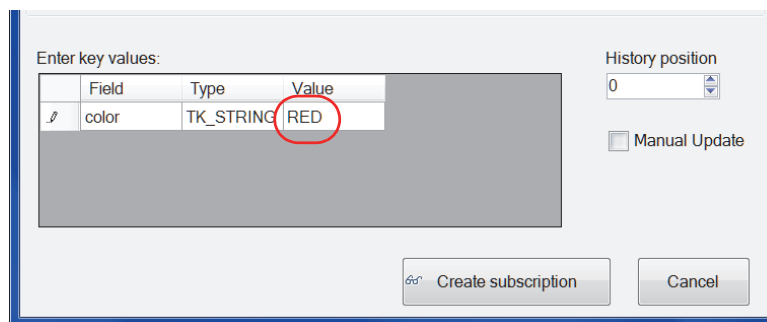 Enter key values:
History position
Field Type Value
0
color TK_STRING RED
Manual Update
Create subscription
Cancel